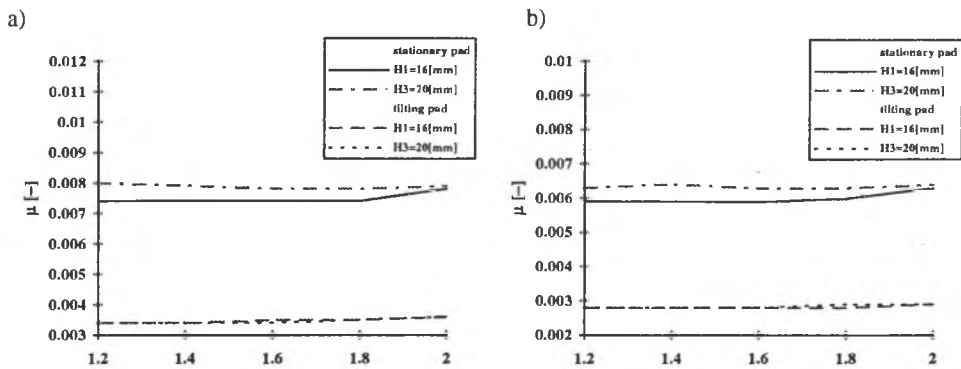 a)
stationary pad
H1=16[mm]
H3=20[mm]
tilting pad
H1=16[mm]
H3=20[mm]
0.012
0.011
0.01
0.009
0.008
0.007
0.006
0.005
0.004
0.003
μ [-]
1.2
1.4
1.6
1.8
2
b)
stationary pad
H1=16[mm]
H3=20[mm]
tilting pad
H1=16[mm]
H3=20[mm]
0.01
0.009
0.008
0.007
0.006
0.005
0.004
0.003
0.002
μ [-]
1.2
1.4
1.6
1.8
2